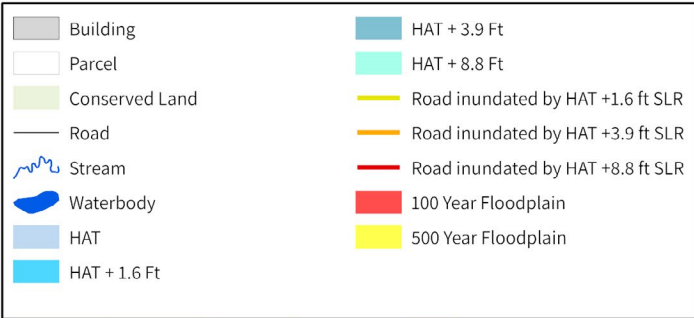 Building
Parcel
Conserved Land
Road
Stream
Waterbody
HAT
HAT + 1.6 Ft
HAT + 3.9 Ft
HAT + 8.8 Ft
Road inundated by HAT +1.6 ft SLR
Road inundated by HAT +3.9 ft SLR
Road inundated by HAT +8.8 ft SLR
100 Year Floodplain
500 Year Floodplain